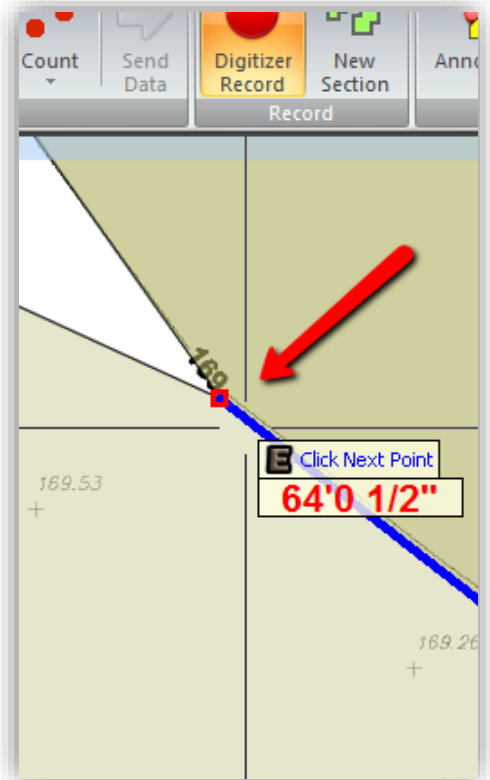 Count
Send
Data
Digitizer
Record
New
Section
Record
169
E Click Next Point
64'0 1/2"
169.53
169.26